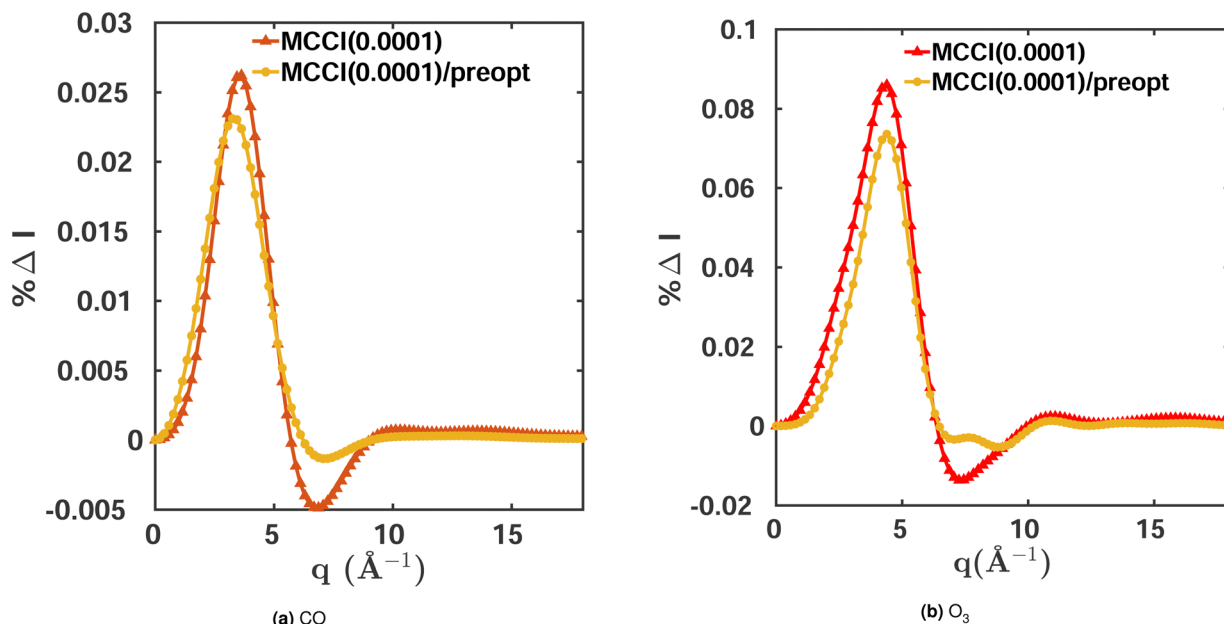 0.03
0.025
0.02
0.015
0.01
0.005
0
-0.005
% Δ I
MCCI(0.0001)
MCCI(0.0001)/preopt
0 5 10 15
q (Å⁻¹)
(a) CO
0.1
0.08
0.06
0.04
0.02
0
-0.02
% Δ I
MCCI(0.0001)
MCCI(0.0001)/preopt
0 5 10 15
q(Å⁻¹)
(b) O₃